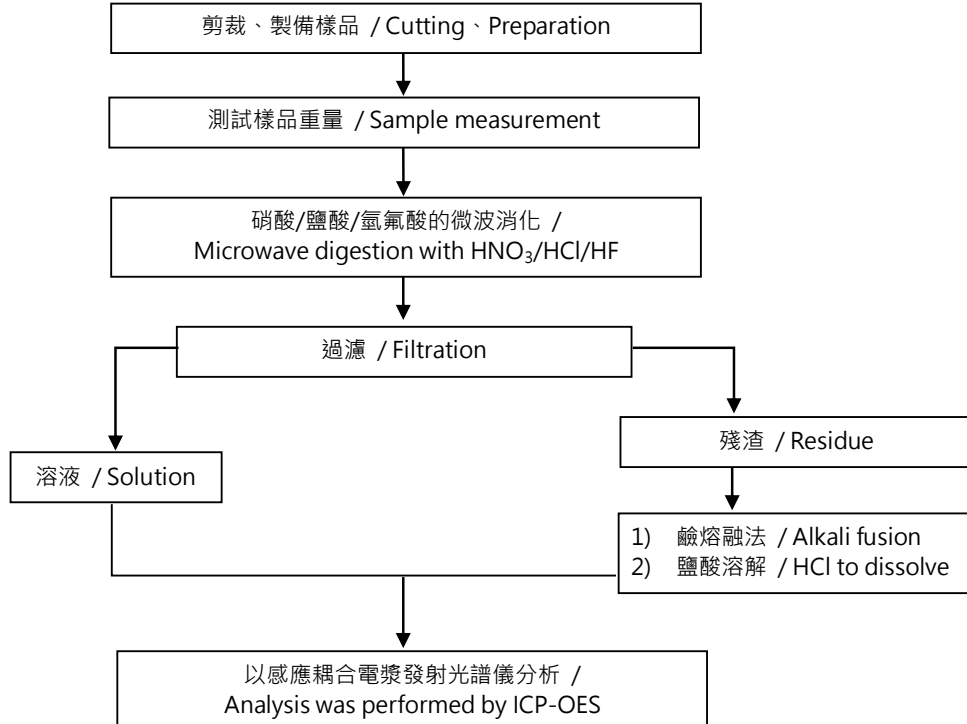 剪裁、製備樣品 / Cutting、Preparation
測試樣品重量 / Sample measurement
硝酸/鹽酸/氫氟酸的微波消化 /
Microwave digestion with HNO₃/HCl/HF
過濾 / Filtration
溶液 / Solution
殘渣 / Residue
1) 鹼熔融法 / Alkali fusion
2) 鹽酸溶解 / HCl to dissolve
以感應耦合電漿發射光譜儀分析 /
Analysis was performed by ICP-OES